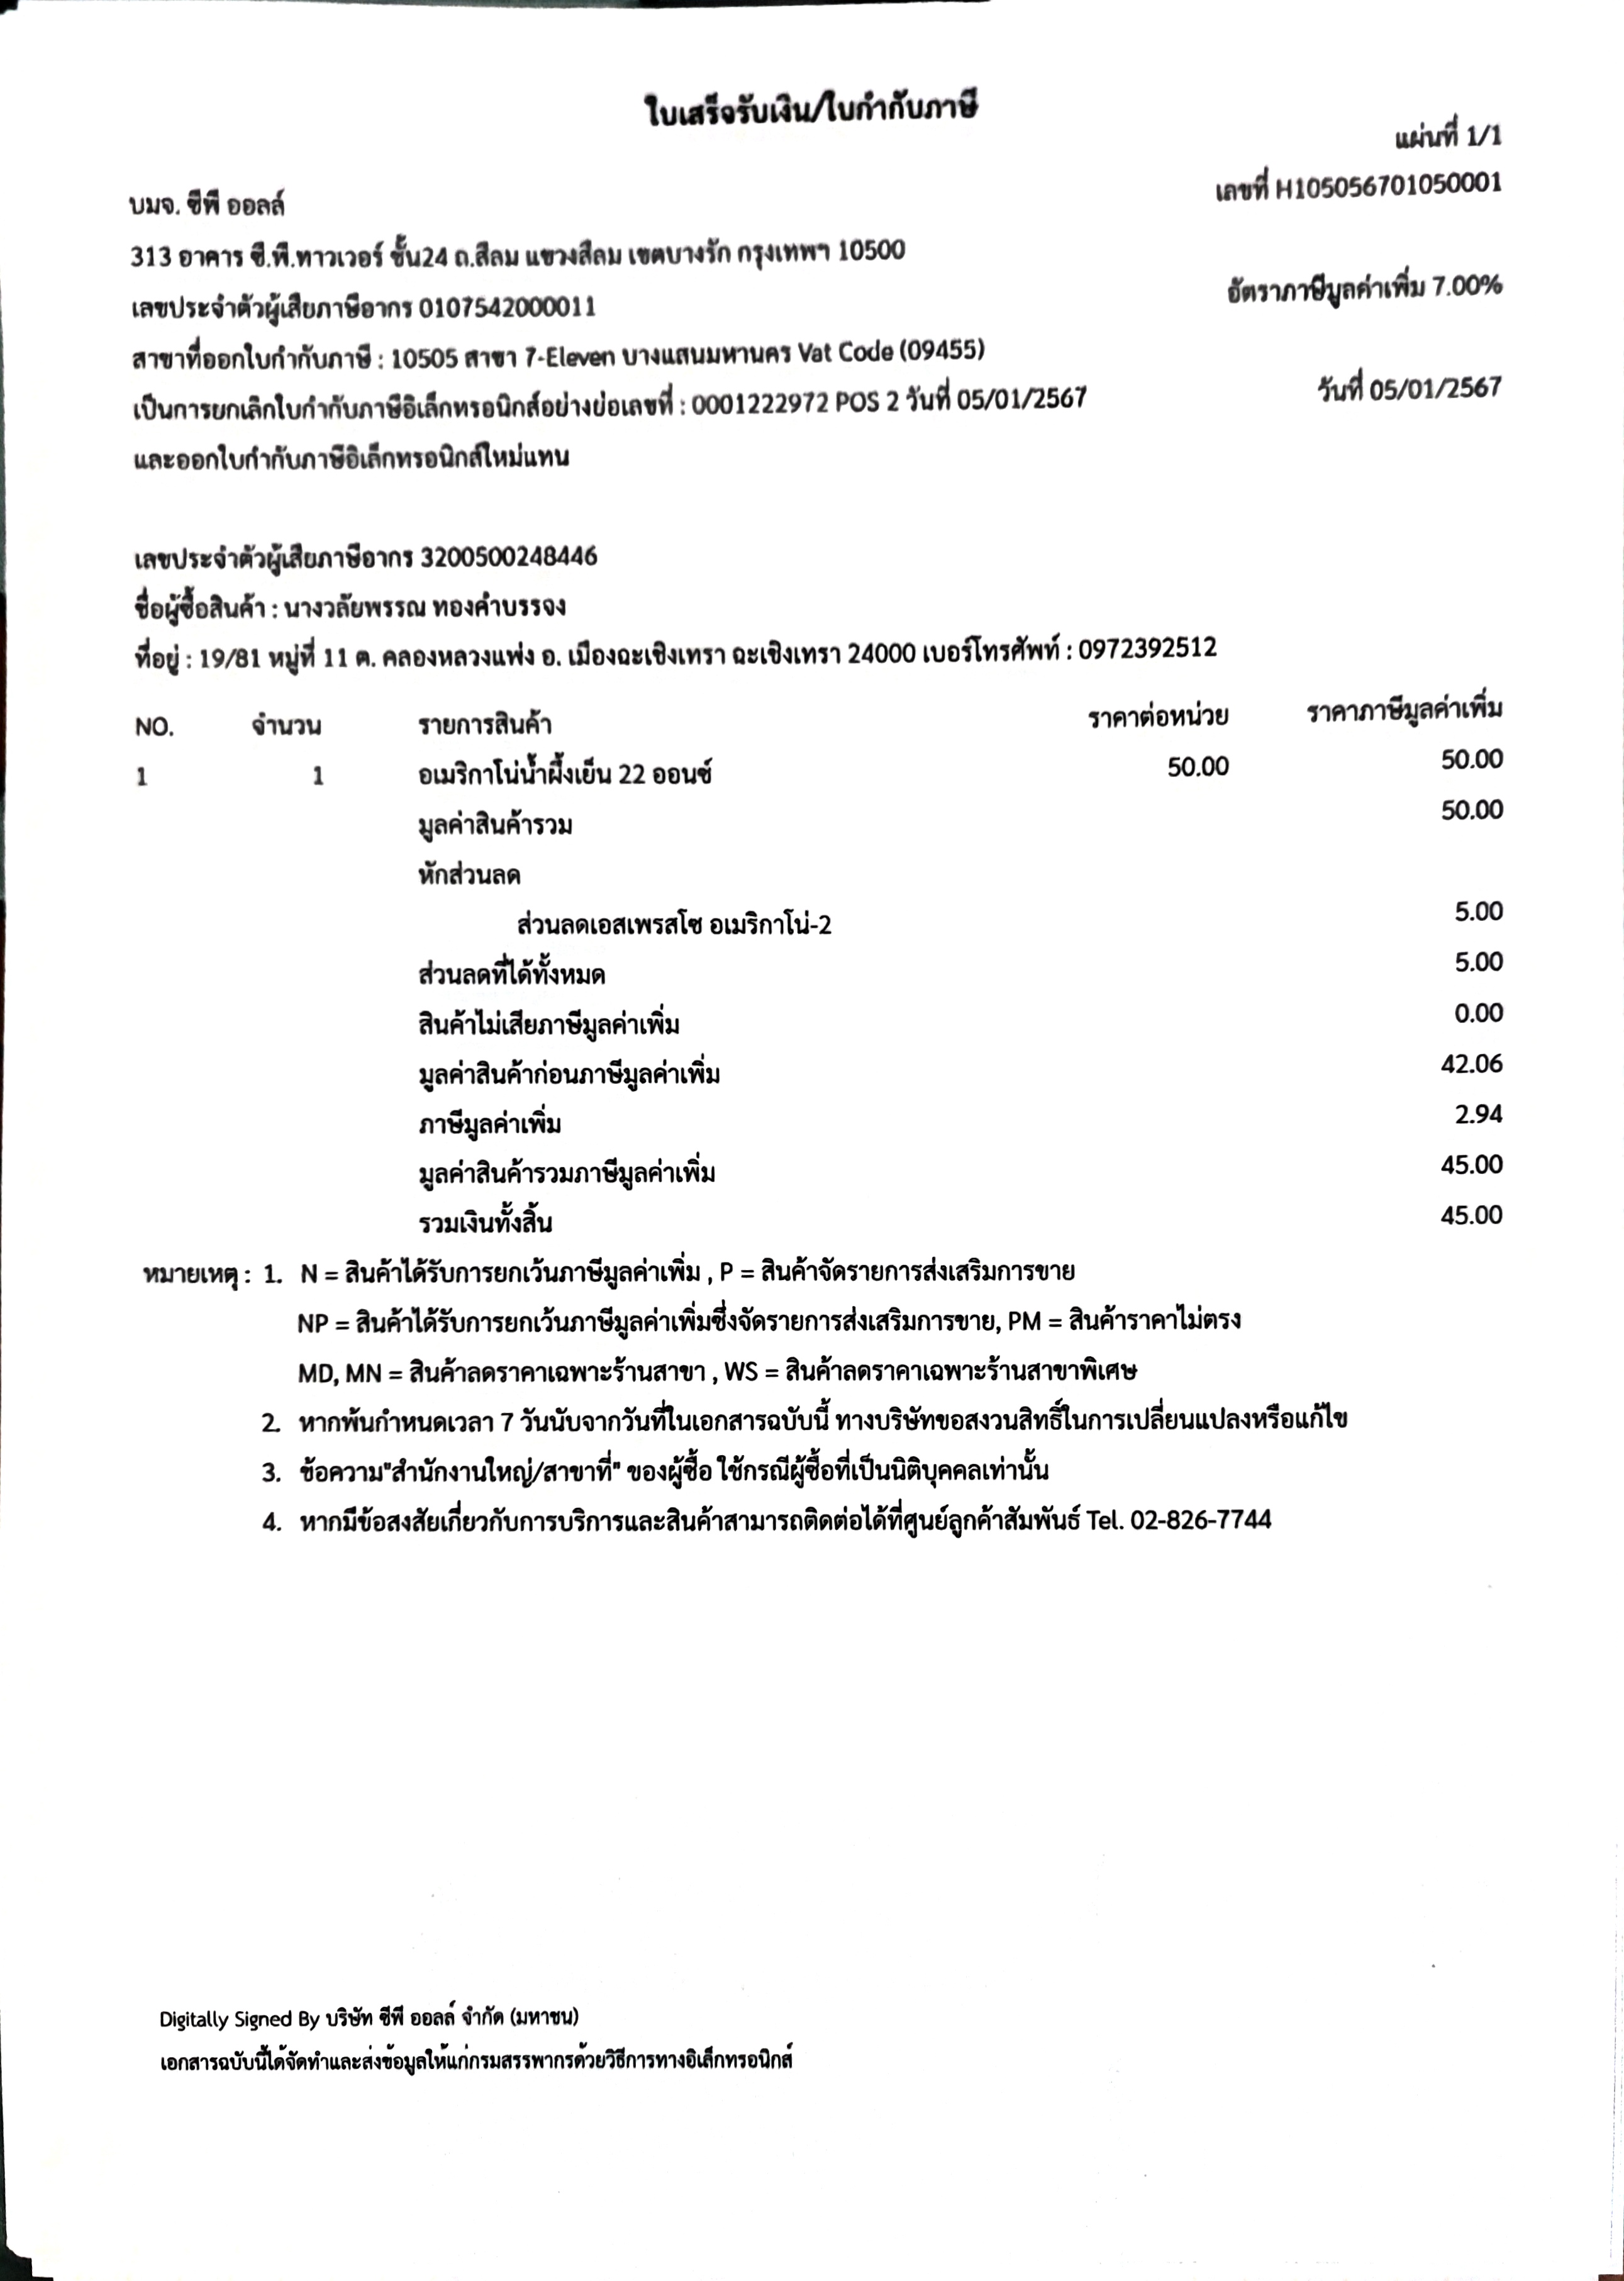 ใบเสร็จรับเงิน/ใบกำกับภาษี
แผ่นที่ 1/1
เลขที่ H105056701050001
บมจ. ซีพี ออลล์
313 อาคาร ซี.พี.ทาวเวอร์ ชั้น24 ถ.สีลม แขวงสีลม เขตบางรัก กรุงเทพฯ 10500
อัตราภาษีมูลค่าเพิ่ม 7.00%
เลขประจำตัวผู้เสียภาษีอากร 0107542000011
สาขาที่ออกใบกำกับภาษี : 10505 สาขา 7-Eleven บางแสนมหานคร Vat Code (09455)
เป็นการยกเลิกใบกำกับภาษีอิเล็กทรอนิกส์อย่างย่อเลขที่ : 0001222972 POS 2 วันที่ 05/01/2567 วันที่ 05/01/2567
และออกใบกำกับภาษีอิเล็กทรอนิกส์ใหม่แทน
เลขประจำตัวผู้เสียภาษีอากร 3200500248446
ชื่อผู้ซื้อสินค้า : นางวลัยพรรณ ทองคำบรรจง
ที่อยู่ : 19/81 หมู่ที่ 11 ต. คลองหลวงแพ่ง อ. เมืองฉะเชิงเทรา ฉะเชิงเทรา 24000 เบอร์โทรศัพท์ : 0972392512
NO. จำนวน รายการสินค้า ราคาต่อหน่วย ราคาภาษีมูลค่าเพิ่ม
1 1 อเมริกาโน่น้ำผึ้งเย็น 22 ออนซ์ 50.00 50.00
มูลค่าสินค้ารวม 50.00
หักส่วนลด
ส่วนลดเอสเพรสโซ อเมริกาโน่-2 5.00
ส่วนลดที่ได้ทั้งหมด 5.00
สินค้าไม่เสียภาษีมูลค่าเพิ่ม 0.00
มูลค่าสินค้าก่อนภาษีมูลค่าเพิ่ม 42.06
ภาษีมูลค่าเพิ่ม 2.94
มูลค่าสินค้ารวมภาษีมูลค่าเพิ่ม 45.00
รวมเงินทั้งสิ้น 45.00
หมายเหตุ : 1. N = สินค้าได้รับการยกเว้นภาษีมูลค่าเพิ่ม , P = สินค้าจัดรายการส่งเสริมการขาย
NP = สินค้าได้รับการยกเว้นภาษีมูลค่าเพิ่มซึ่งจัดรายการส่งเสริมการขาย, PM = สินค้าราคาไม่ตรง
MD, MN = สินค้าลดราคาเฉพาะร้านสาขา , WS = สินค้าลดราคาเฉพาะร้านสาขาพิเศษ
2. หากพ้นกำหนดเวลา 7 วันนับจากวันที่ในเอกสารฉบับนี้ ทางบริษัทขอสงวนสิทธิ์ในการเปลี่ยนแปลงหรือแก้ไข
3. ข้อความ"สำนักงานใหญ่/สาขาที่" ของผู้ซื้อ ใช้กรณีผู้ซื้อที่เป็นนิติบุคคลเท่านั้น
4. หากมีข้อสงสัยเกี่ยวกับการบริการและสินค้าสามารถติดต่อได้ที่ศูนย์ลูกค้าสัมพันธ์ Tel. 02-826-7744
Digitally Signed By บริษัท ซีพี ออลล์ จำกัด (มหาชน)
เอกสารฉบับนี้ได้จัดทำและส่งข้อมูลให้แก่กรมสรรพากรด้วยวิธีการทางอิเล็กทรอนิกส์